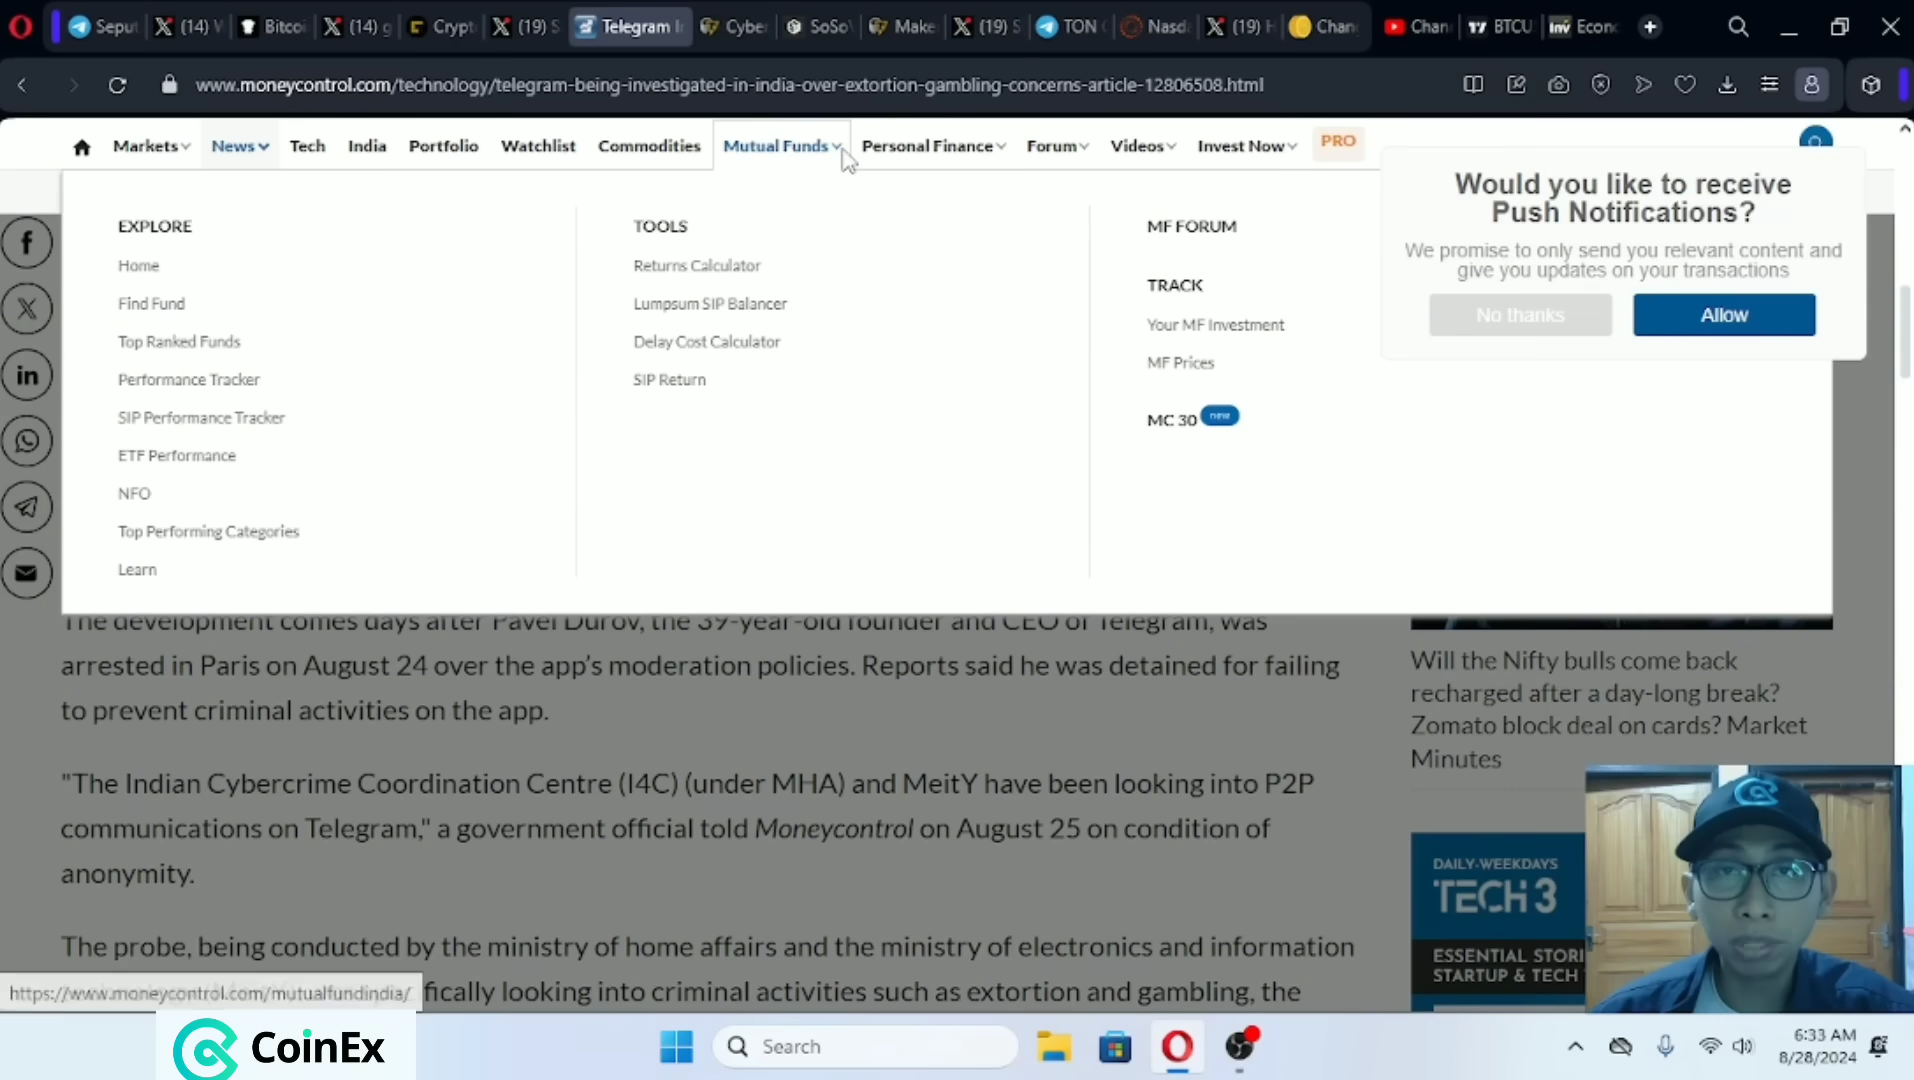 Sepu
(14) V
Bitcoi
(14) g
Crypt
(19) S
Telegram I
Cybe
SoSo
Make
(19) S
TON
Nasd
(19) H
Chan
Chan
BTCU
Inv Econ
www.moneycontrol.com/technology/telegram-being-investigated-in-india-over-extortion-gambling-concerns-article-12806508.html
Markets
News
Tech
India
Portfolio
Watchlist
Commodities
Mutual Funds
Personal Finance
Forum
Videos
Invest Now
PRO
EXPLORE
Home
Find Fund
Top Ranked Funds
Performance Tracker
SIP Performance Tracker
ETF Performance
NFO
Top Performing Categories
Learn
TOOLS
Returns Calculator
Lumpsum SIP Balancer
Delay Cost Calculator
SIP Return
MF FORUM
TRACK
Your MF Investment
MF Prices
MC 30 new
Would you like to receive
Push Notifications?
We promise to only send you relevant content and
give you updates on your transactions
No thanks
Allow
The development comes days after Pavel Durov, the 39-year-old founder and CEO of Telegram, was
arrested in Paris on August 24 over the app's moderation policies. Reports said he was detained for failing
to prevent criminal activities on the app.
"The Indian Cybercrime Coordination Centre (I4C) (under MHA) and MeitY have been looking into P2P
communications on Telegram," a government official told Moneycontrol on August 25 on condition of
anonymity.
The probe, being conducted by the ministry of home affairs and the ministry of electronics and information
fically looking into criminal activities such as extortion and gambling, the
Will the Nifty bulls come back
recharged after a day-long break?
Zomato block deal on cards? Market
Minutes
DAILY-WEEKDAYS
TECH 3
ESSENTIAL STORI
STARTUP & TECH
https://www.moneycontrol.com/mutualfundindia/
CoinEx
Search
6:33 AM
8/28/2024